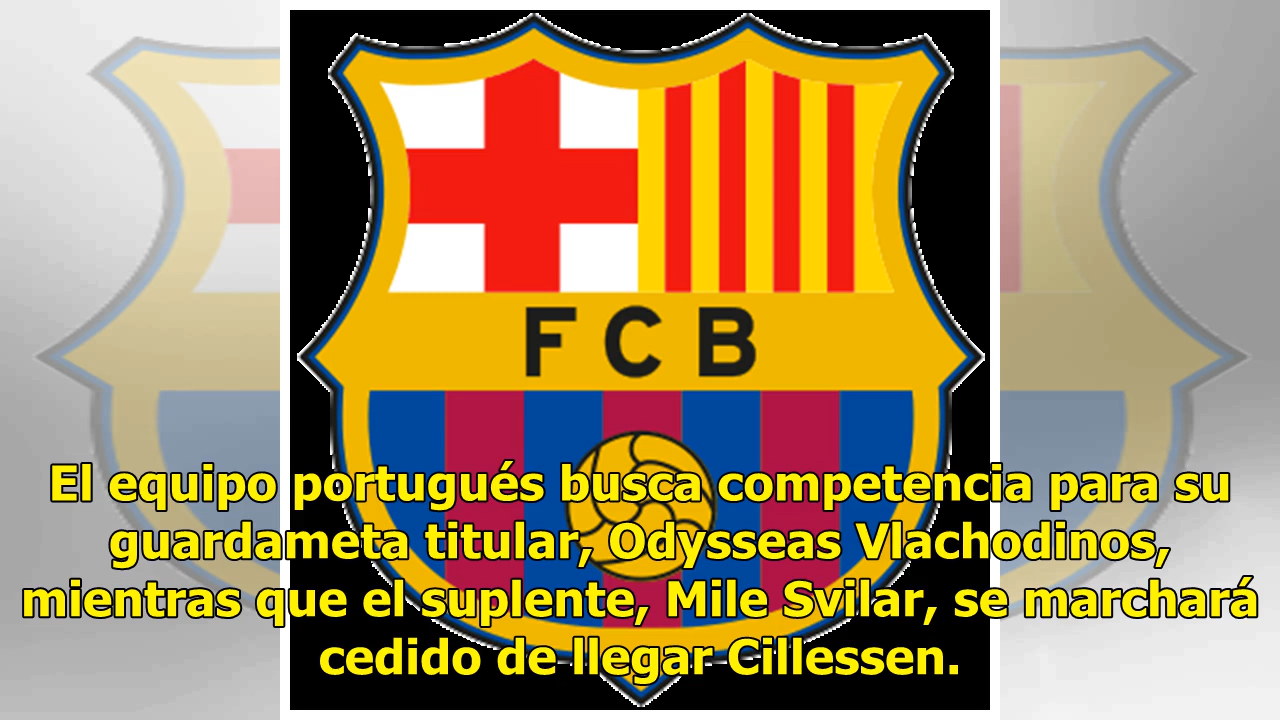 FCB
El equipo portugués busca competencia para su
guardameta titular, Odysseas Vlachodinos,
mientras que el suplente, Mile Svilar, se marchará
cedido de llegar Cillessen.